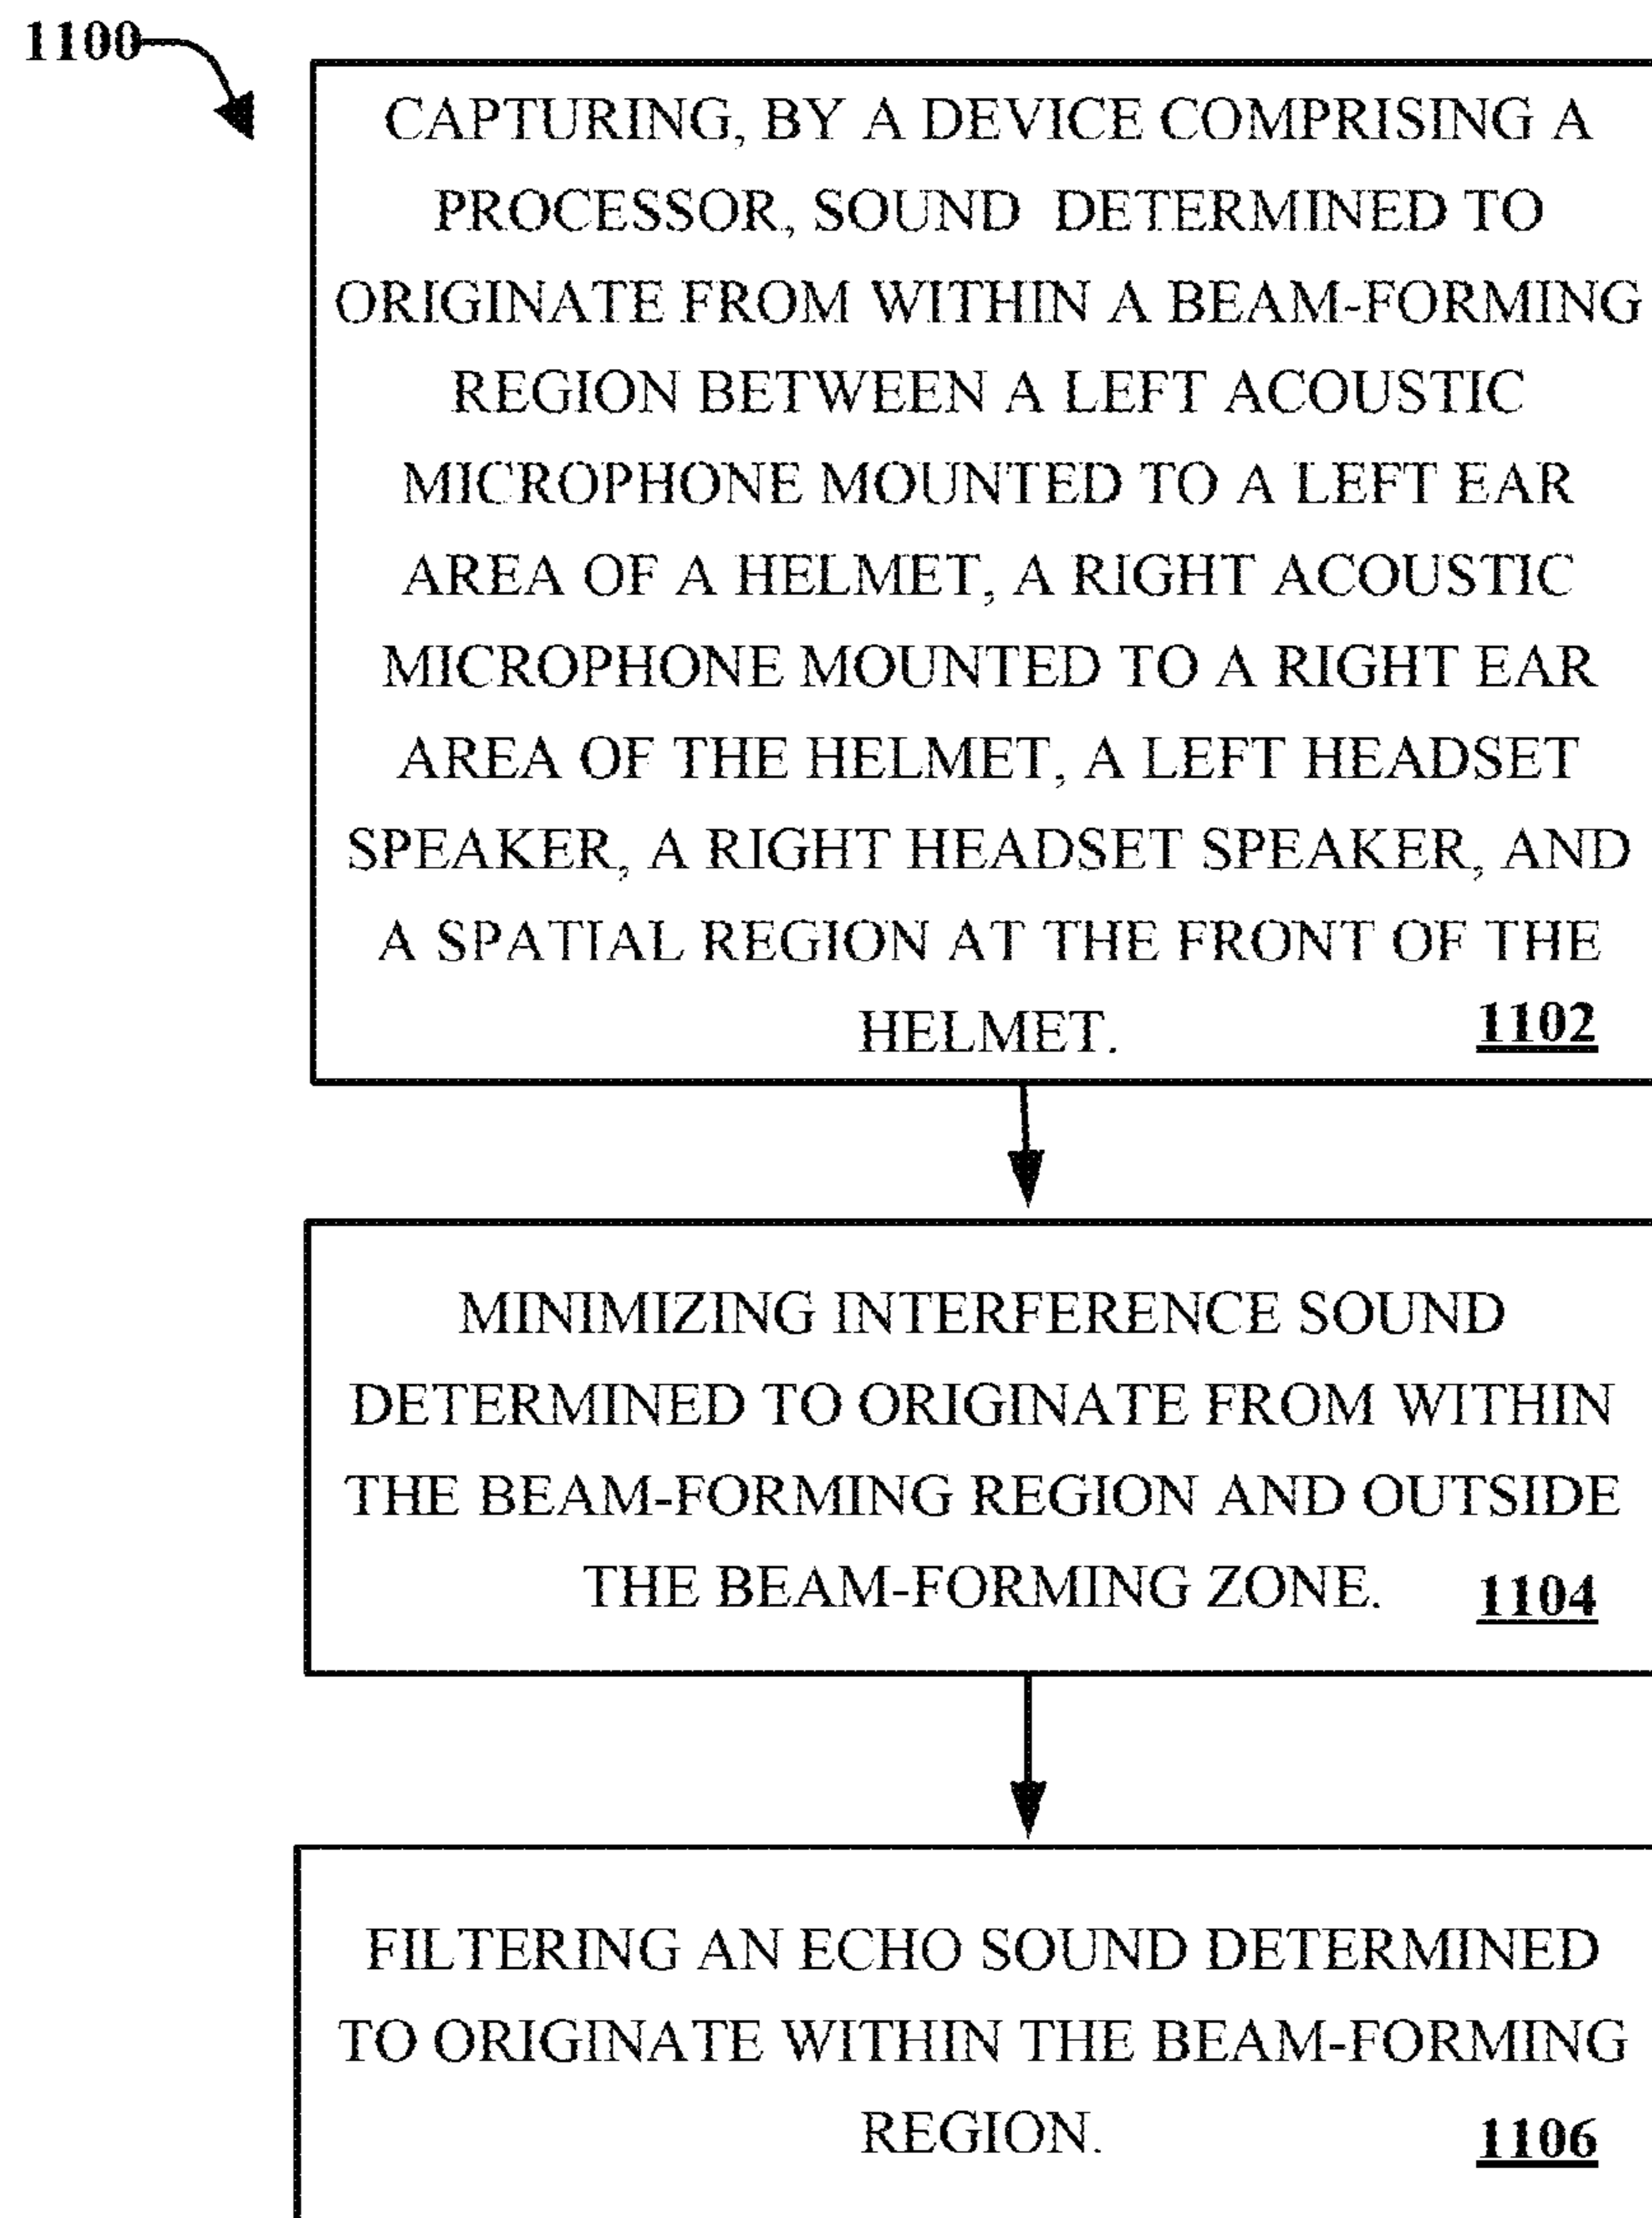 1100
CAPTURING, BY A DEVICE COMPRISING A
PROCESSOR, SOUND DETERMINED TO
ORIGINATE FROM WITHIN A BEAM-FORMING
REGION BETWEEN A LEFT ACOUSTIC
MICROPHONE MOUNTED TO A LEFT EAR
AREA OF A HELMET, A RIGHT ACOUSTIC
MICROPHONE MOUNTED TO A RIGHT EAR
AREA OF THE HELMET, A LEFT HEADSET
SPEAKER, A RIGHT HEADSET SPEAKER, AND
A SPATIAL REGION AT THE FRONT OF THE
HELMET. 1102
MINIMIZING INTERFERENCE SOUND
DETERMINED TO ORIGINATE FROM WITHIN
THE BEAM-FORMING REGION AND OUTSIDE
THE BEAM-FORMING ZONE. 1104
FILTERING AN ECHO SOUND DETERMINED
TO ORIGINATE WITHIN THE BEAM-FORMING
REGION. 1106